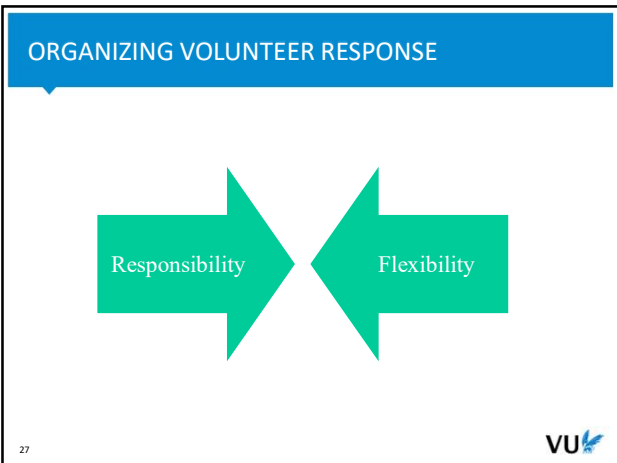 ORGANIZING VOLUNTEER RESPONSE
Responsibility
Flexibility
27
VU